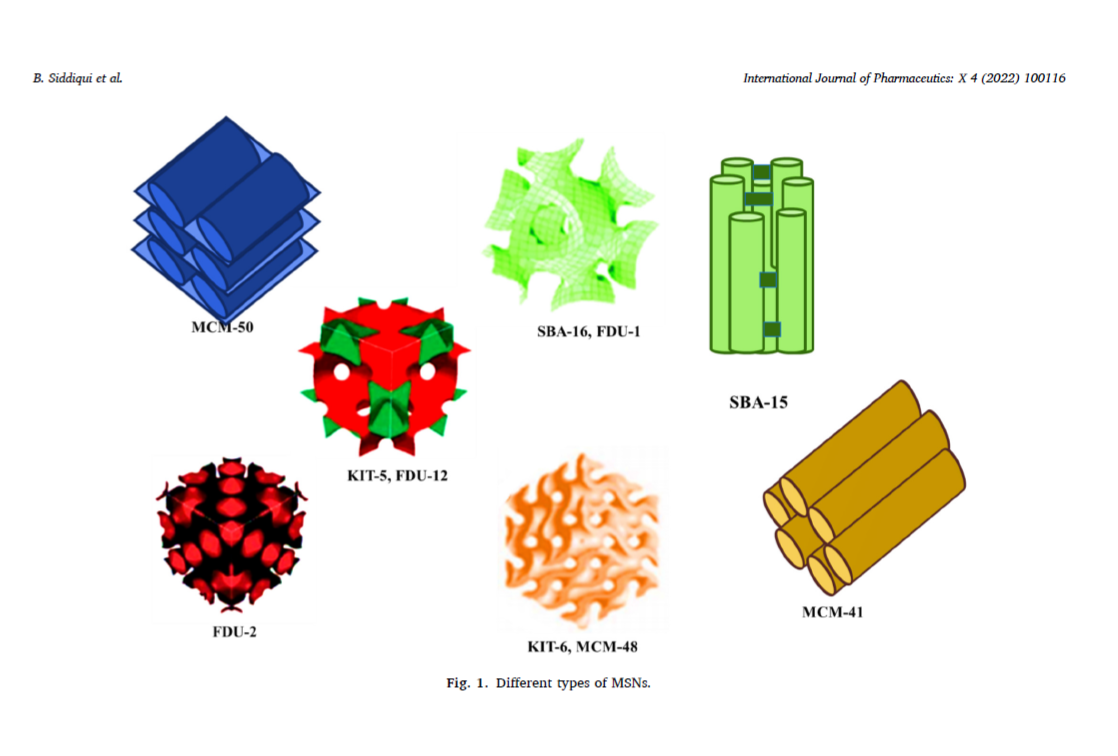 B. Siddiqui et al.
International Journal of Pharmaceutics: X 4 (2022) 100116
MCM-50
SBA-16, FDU-1
SBA-15
KIT-5, FDU-12
FDU-2
KIT-6, MCM-48
MCM-41
Fig. 1. Different types of MSNs.